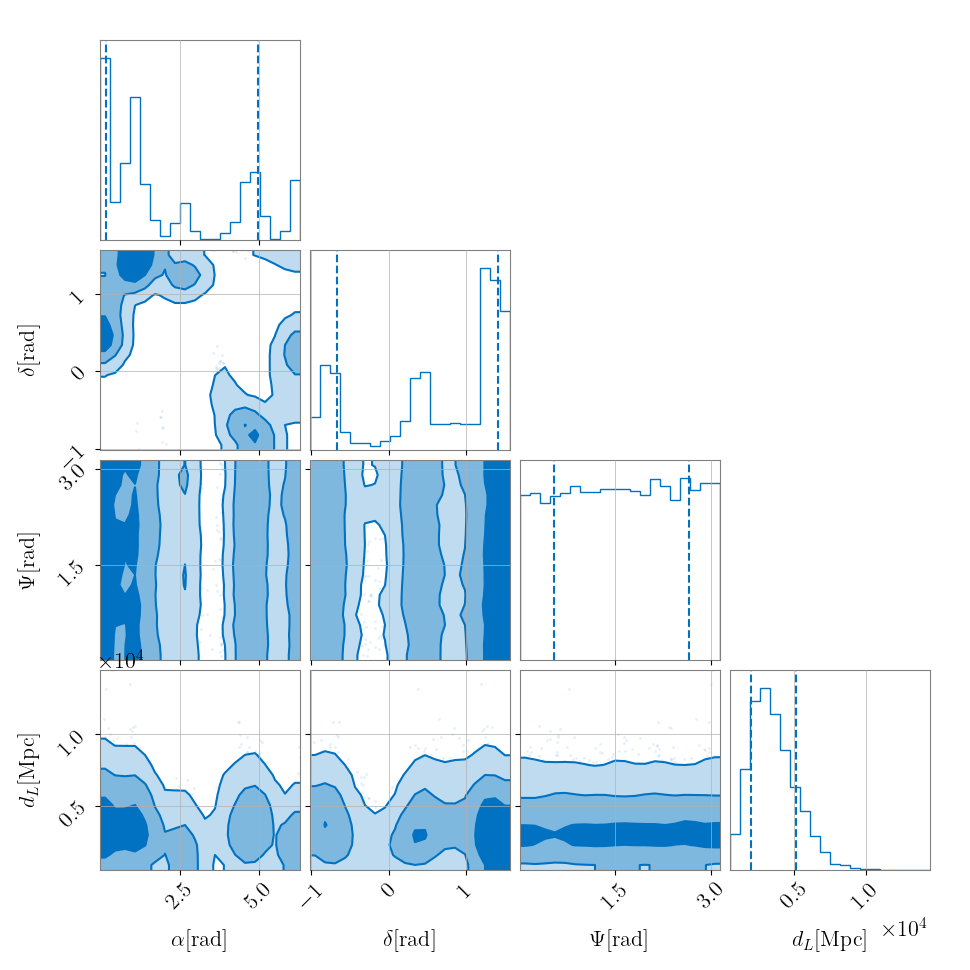 1
0
−1
δ[rad]
3.0
1.5
Ψ[rad]
×10⁴
1.0
0.5
d_L[Mpc]
2.5 5.0 −1 0 1 1.5 3.0 0.5 1.0
×10⁴
α[rad] δ[rad] Ψ[rad] d_L[Mpc]